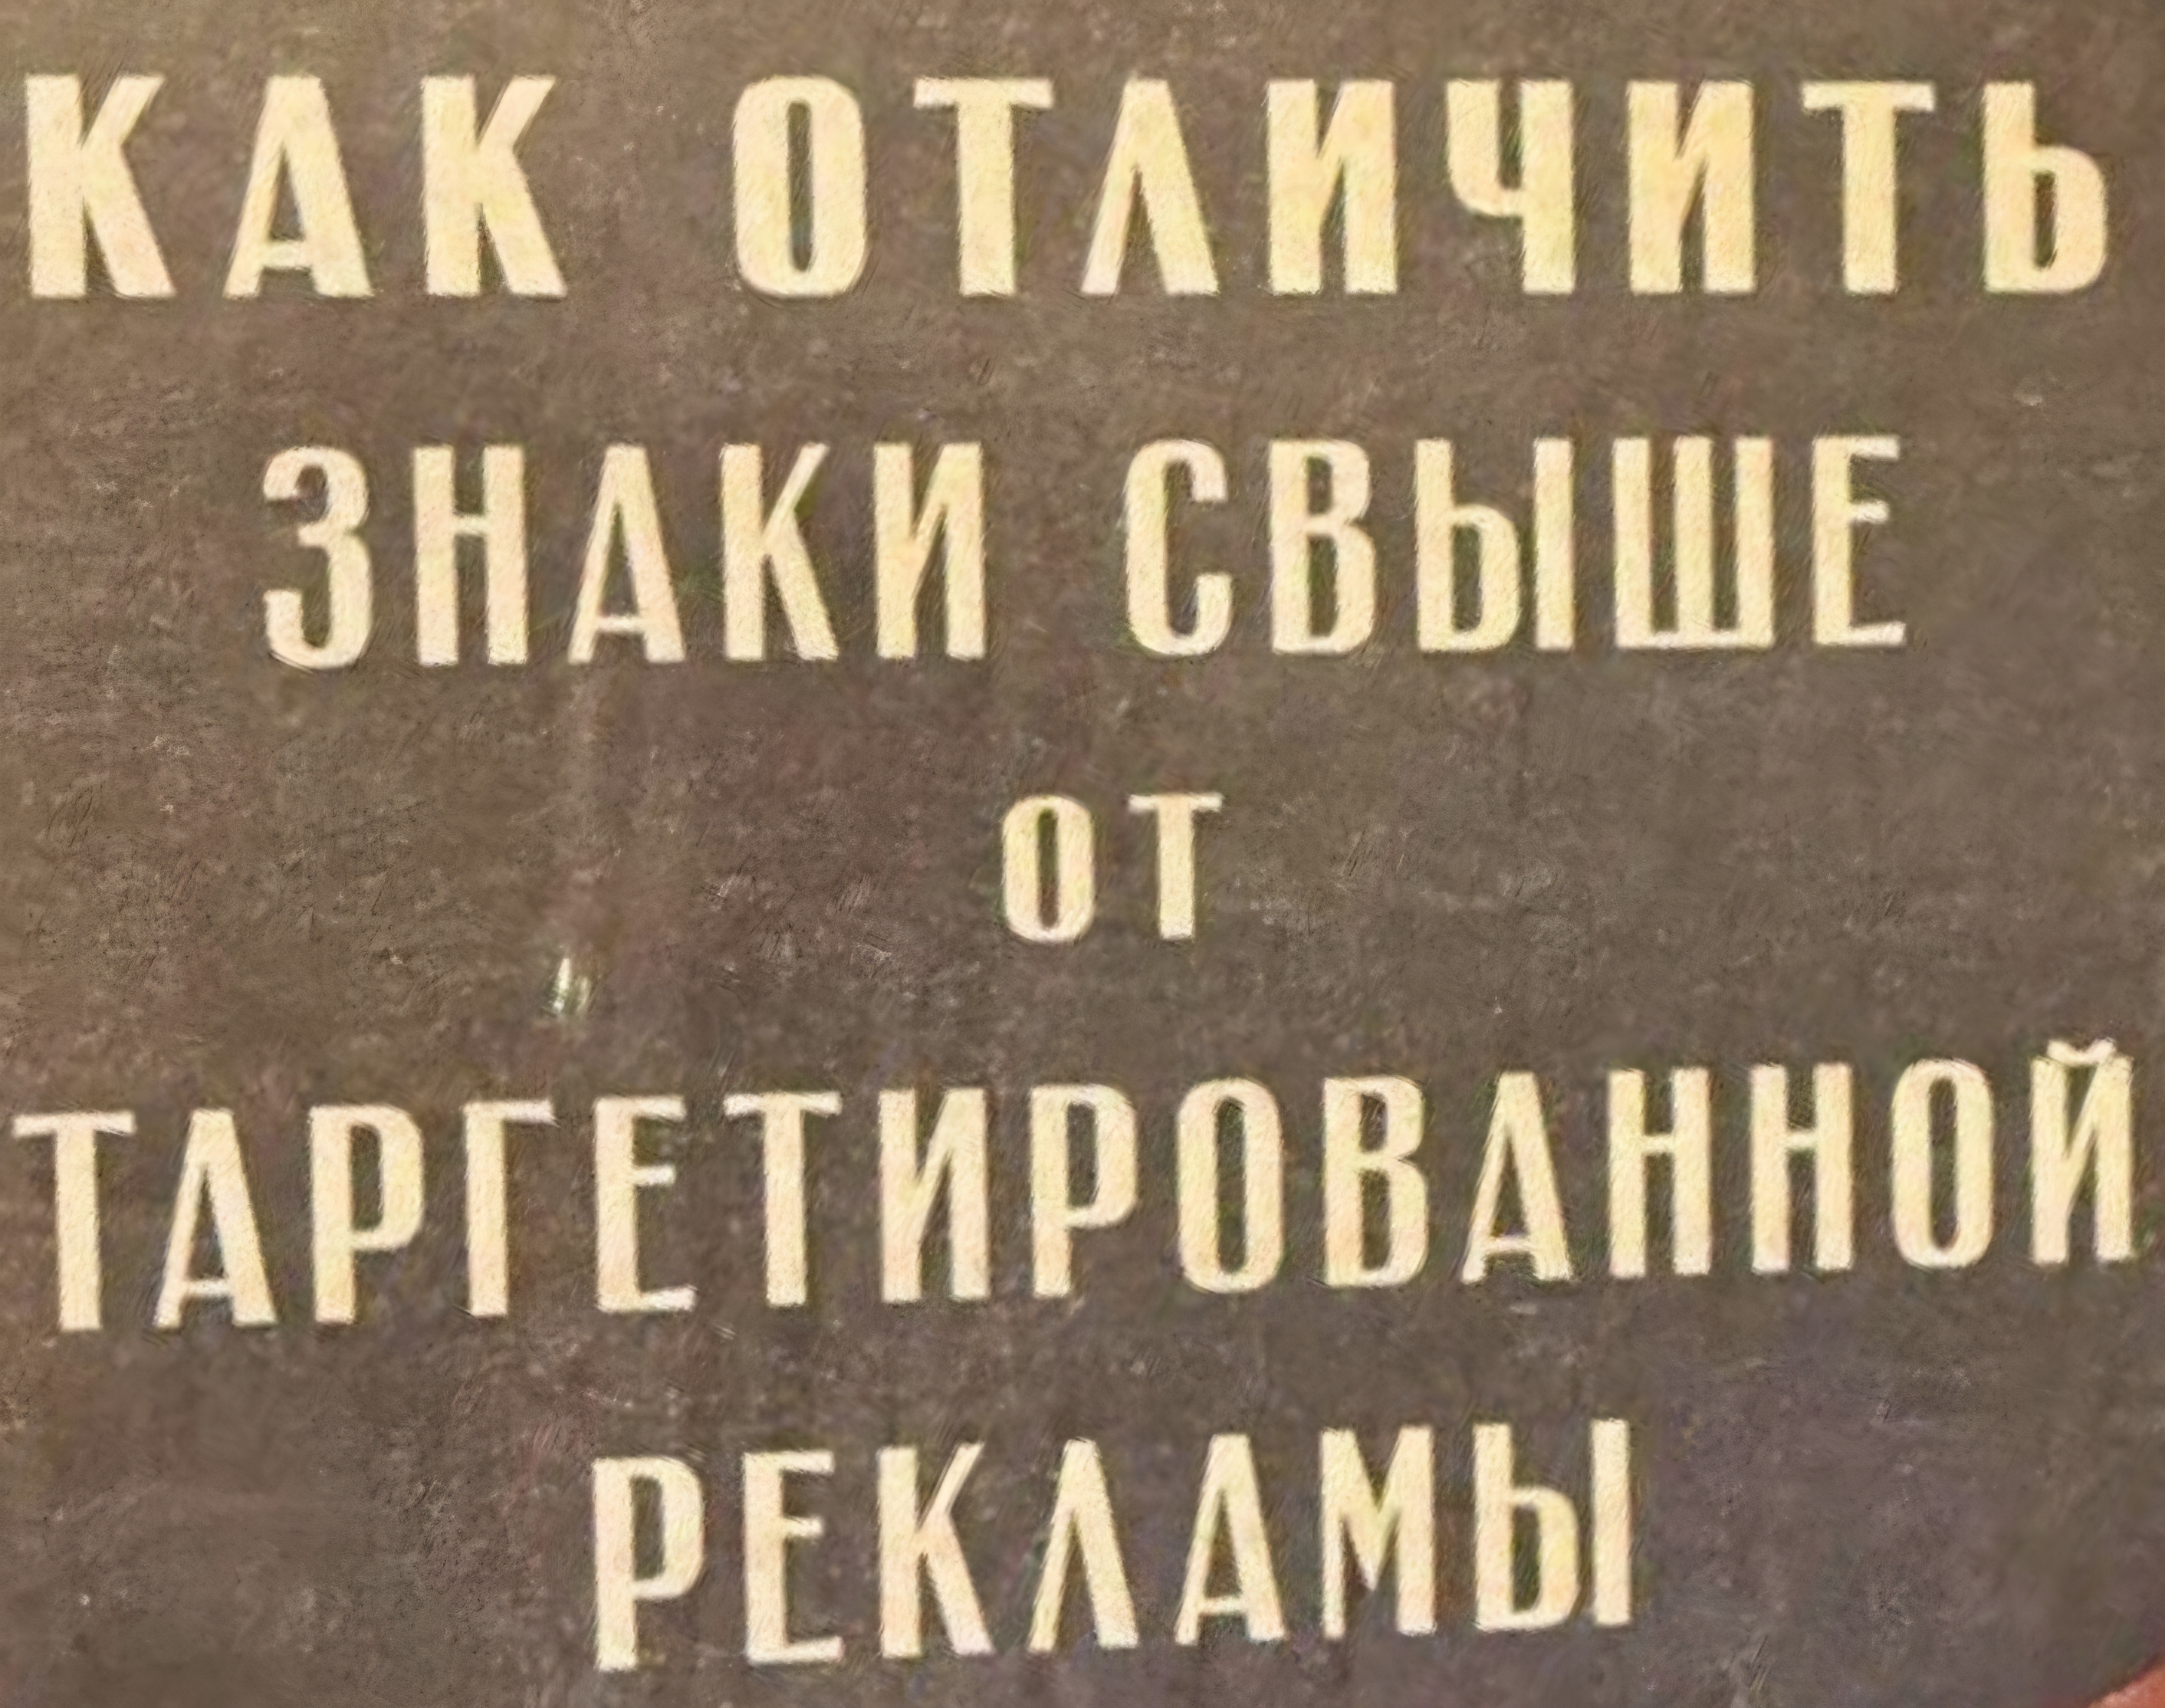 КАК ОТЛИЧИТЬ
ЗНАКИ СВЫШЕ
ОТ
ТАРГЕТИРОВАННОЙ
РЕКЛАМЫ